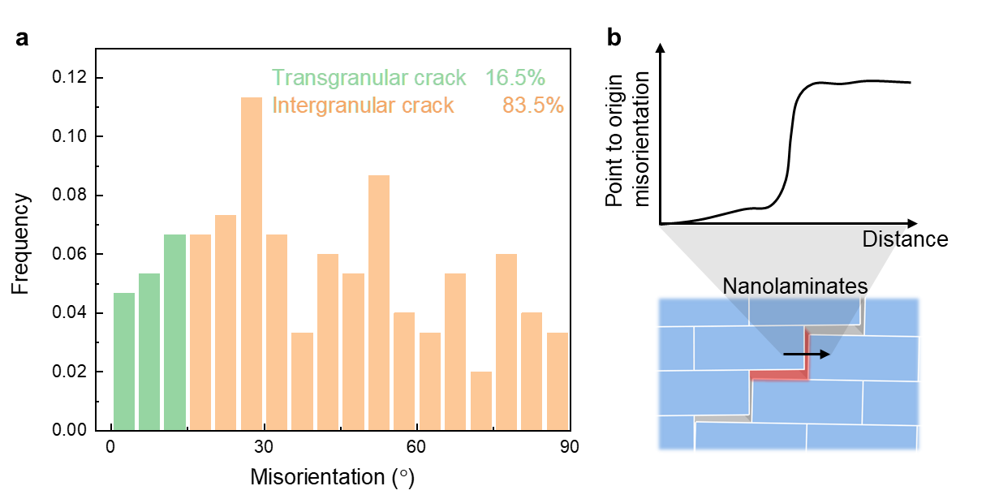 a
Transgranular crack 16.5%
Intergranular crack 83.5%
0.12
0.10
0.08
0.06
0.04
0.02
0.00
Frequency
0 30 60 90
Misorientation (°)
b
Point to origin
misorientation
Distance
Nanolaminates